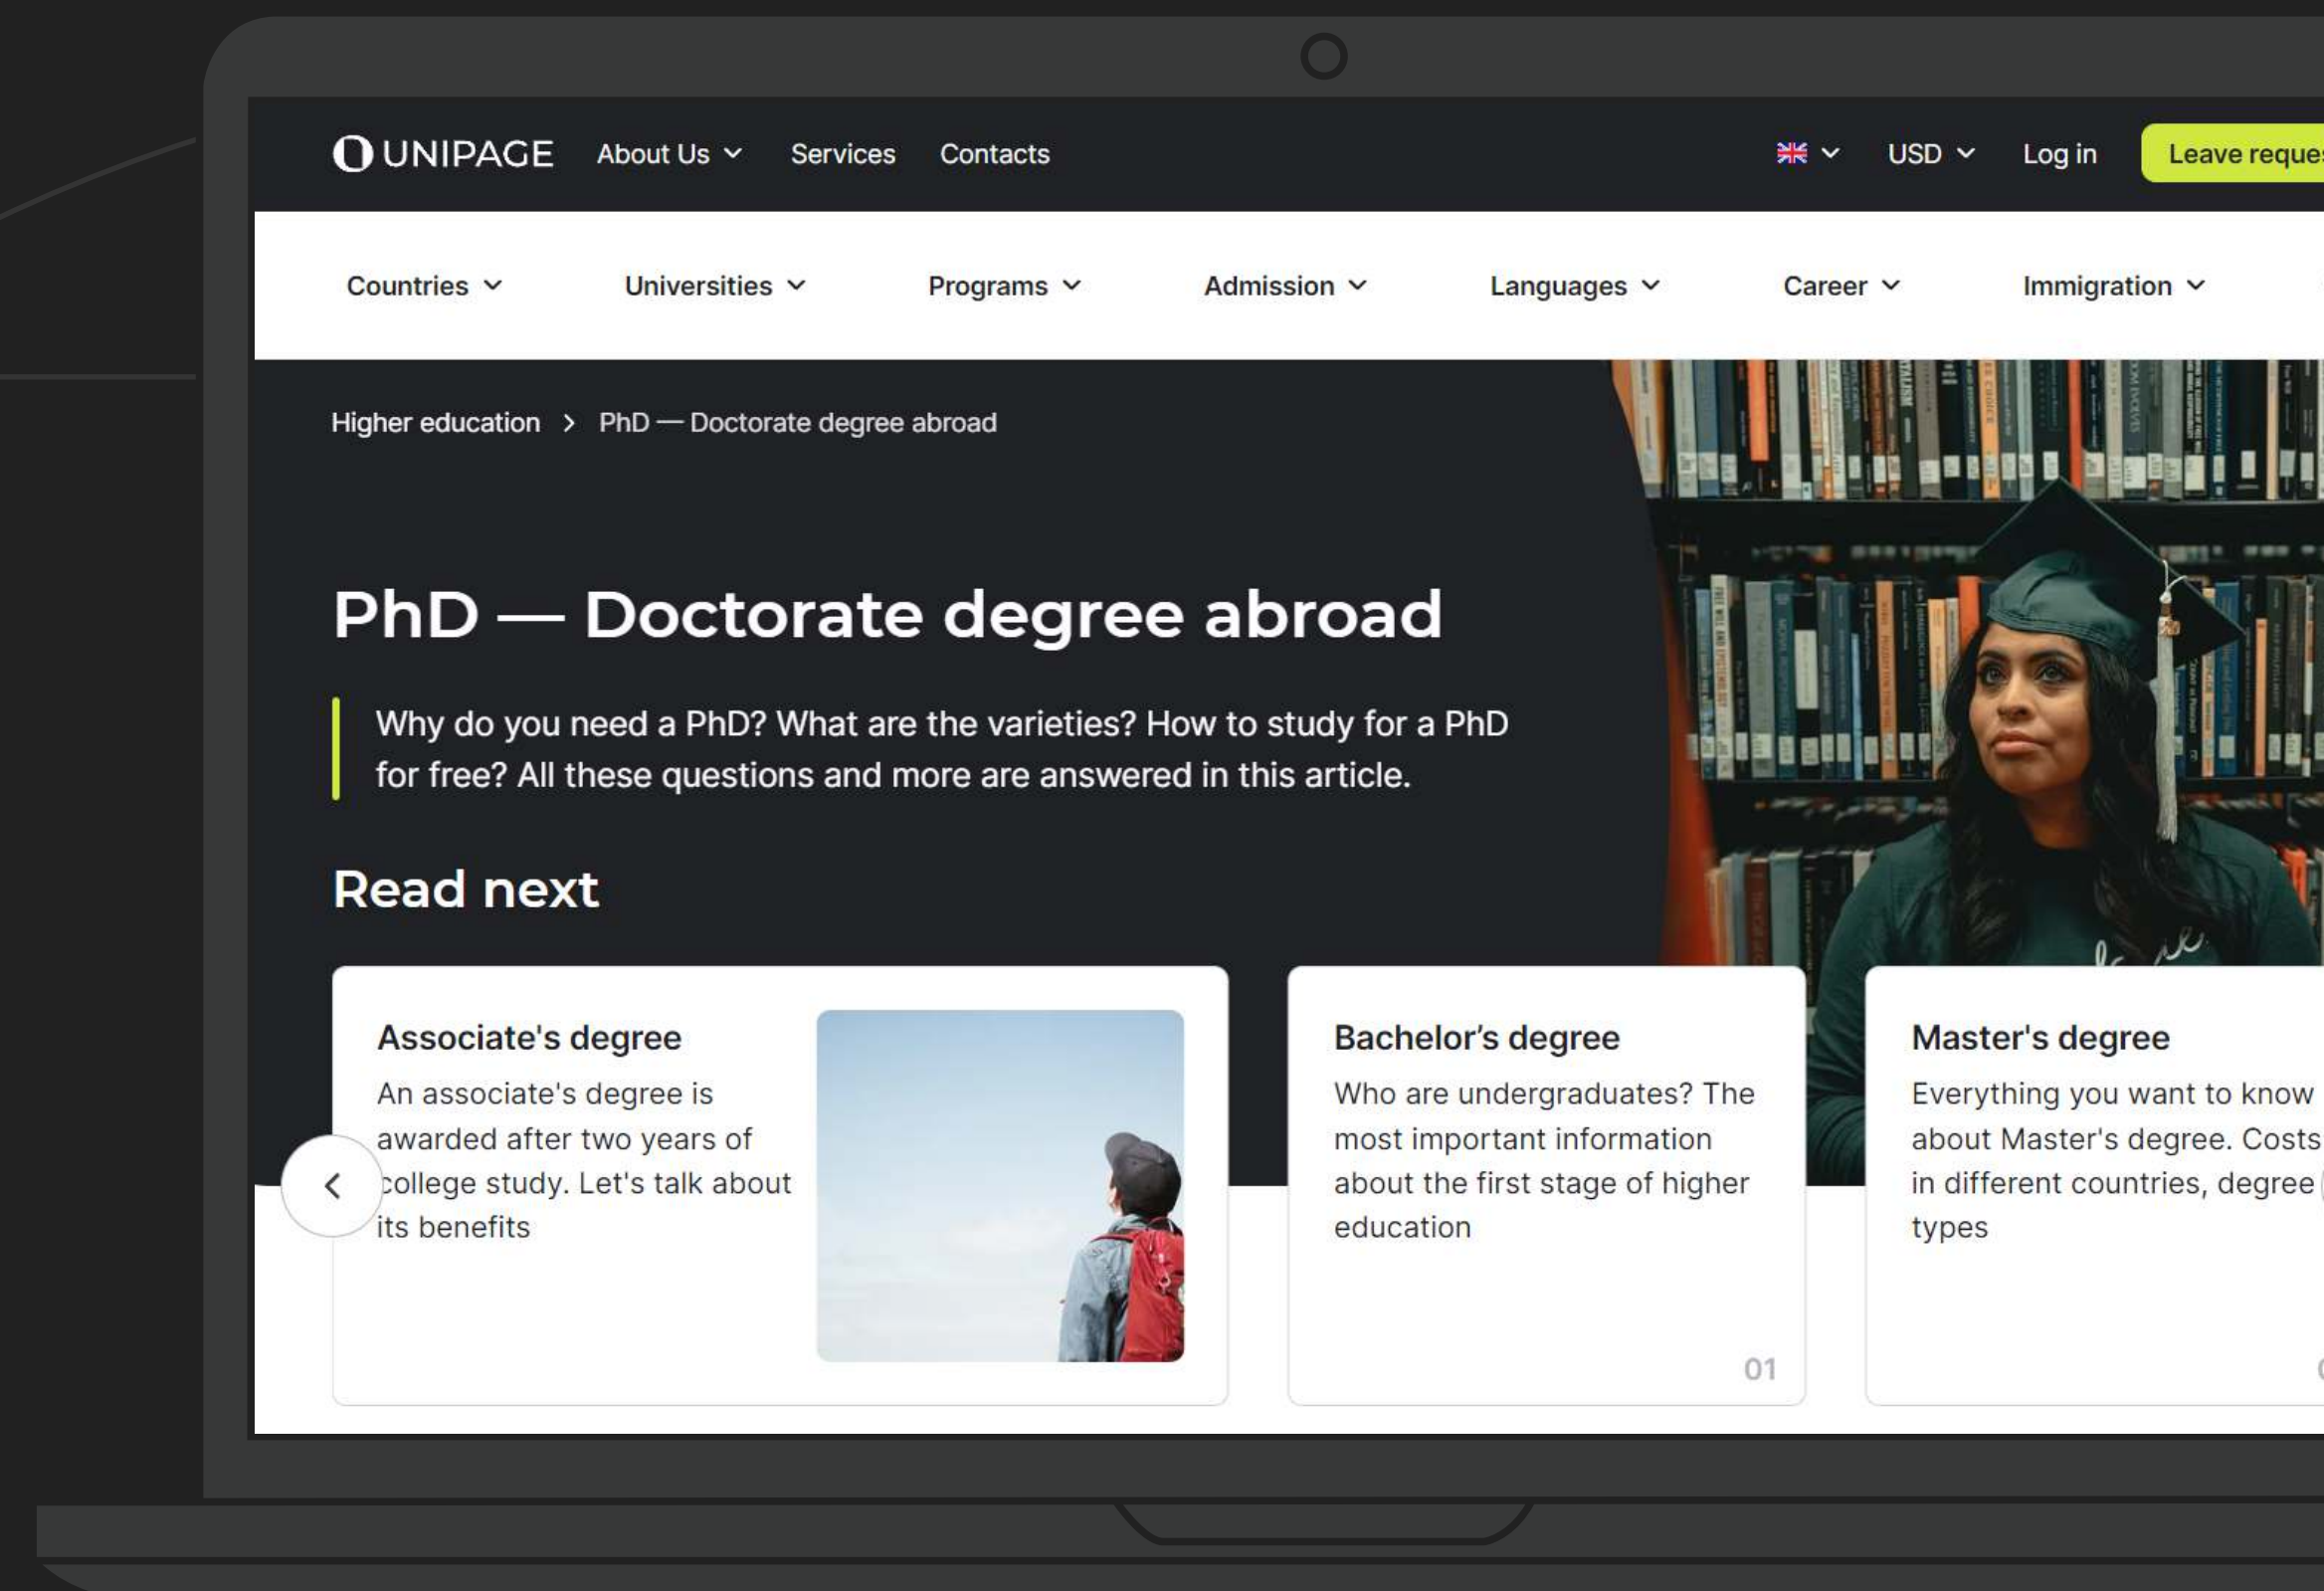 UNIPAGE About Us Services Contacts USD Log in Leave
Countries Universities Programs Admission Languages Career Immigration
Higher education > PhD — Doctorate degree abroad
PhD — Doctorate degree abroad
Why do you need a PhD? What are the varieties? How to study for a PhD
for free? All these questions and more are answered in this article.
Read next
Associate's degree
An associate's degree is
awarded after two years of
college study. Let's talk about
its benefits
Bachelor’s degree
Who are undergraduates? The
most important information
about the first stage of higher
education
01
Master's degree
Everything you want to know
about Master's degree. Costs
in different countries, degree
types